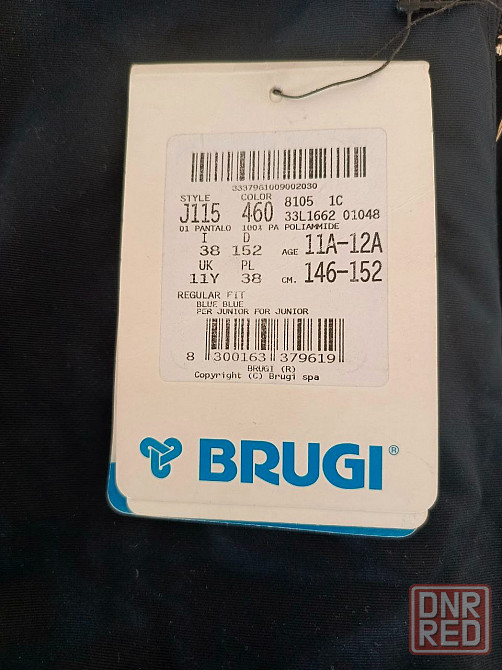 3337961009002030
STYLE COLOR 8105 1C
J115 460 33L1662 01048
01 PANTALO 100% PA POLIAMMIDE
I D
38 152 AGE 11A-12A
UK PL
11Y 38 CM. 146-152
REGULAR FIT
BLUE BLUE
PER JUNIOR FOR JUNIOR
8 300163 379619
BRUGI (R)
Copyright (C) Brugi spa
BRUGI®
DNR
RED